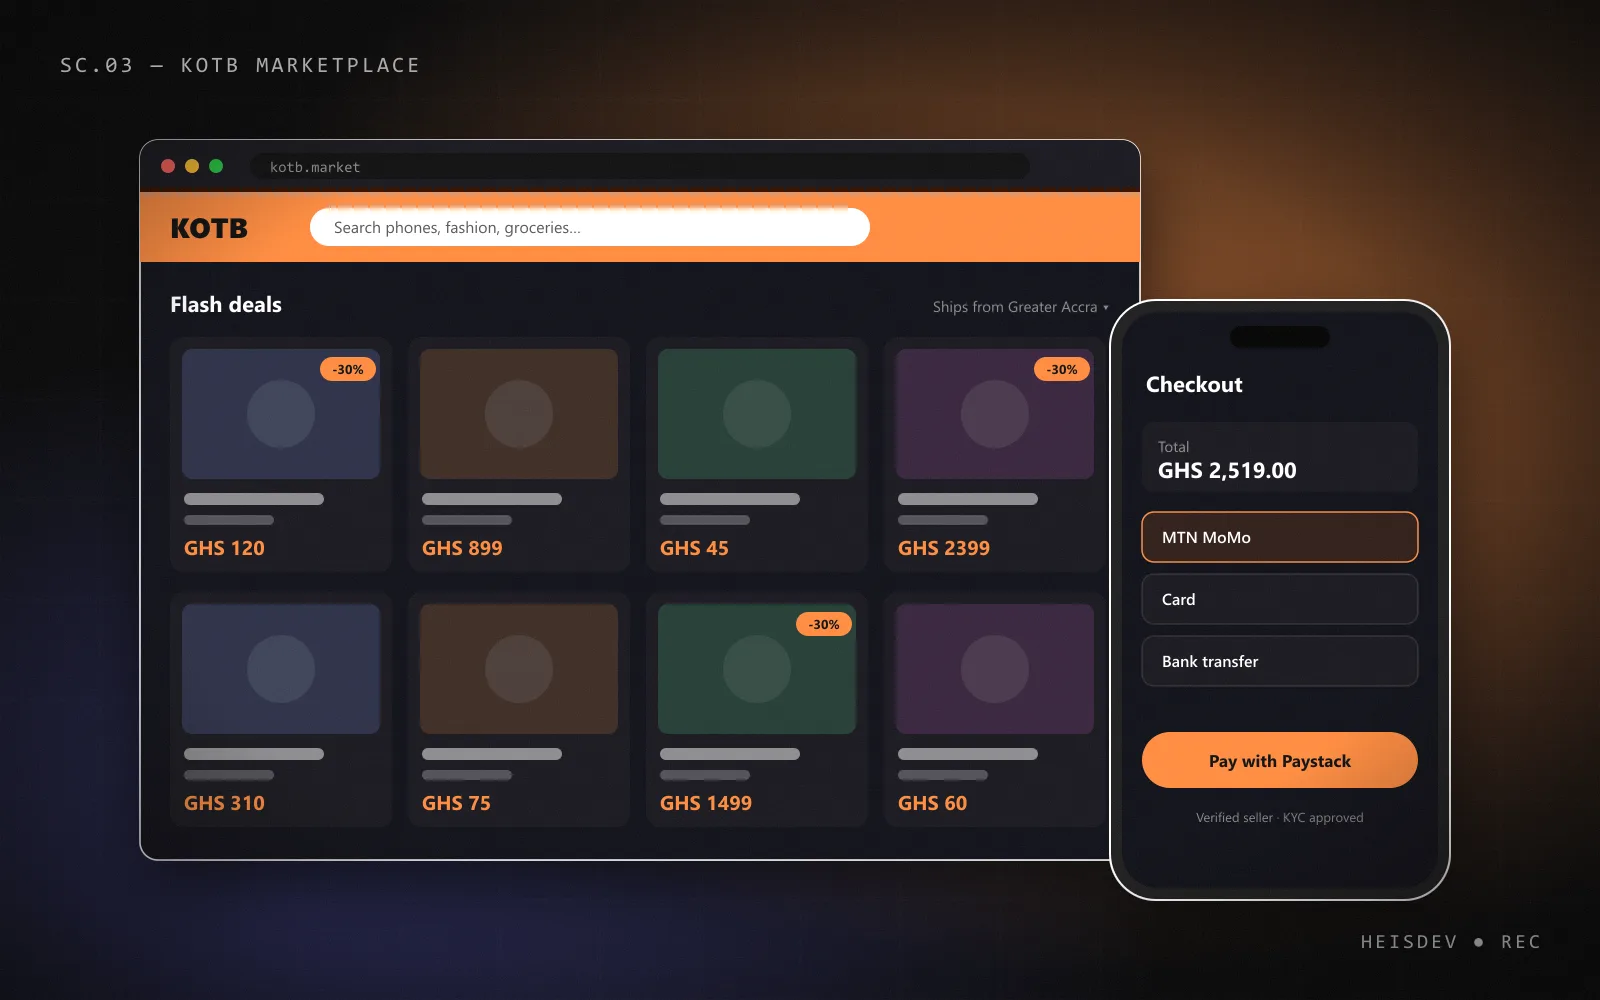 SC.03 — KOTB MARKETPLACE
kotb.market
KOTB
Search phones, fashion, groceries...
Flash deals
Ships from Greater Accra ▾
-30%
-30%
GHS 120
GHS 899
GHS 45
GHS 2399
-30%
GHS 310
GHS 75
GHS 1499
GHS 60
Checkout
Total
GHS 2,519.00
MTN MoMo
Card
Bank transfer
Pay with Paystack
Verified seller · KYC approved
HEISDEV ● REC